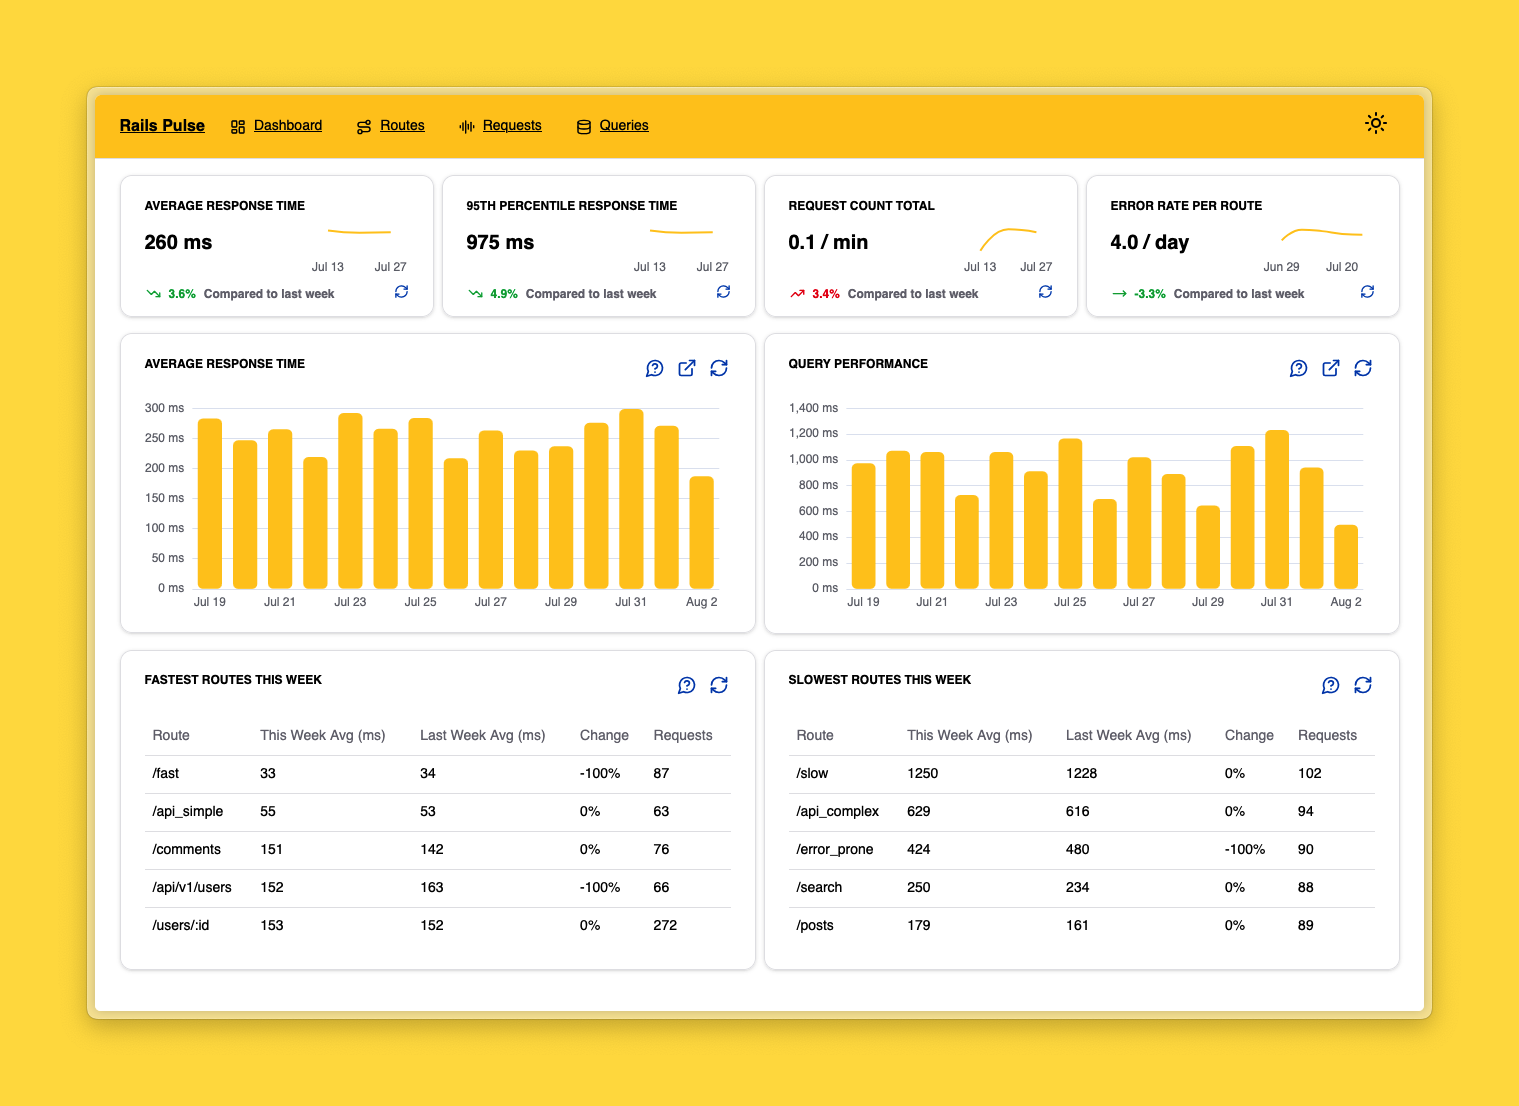 Rails Pulse Dashboard Routes Requests Queries
AVERAGE RESPONSE TIME
260 ms
Jul 13 Jul 27
3.6% Compared to last week
95TH PERCENTILE RESPONSE TIME
975 ms
Jul 13 Jul 27
4.9% Compared to last week
REQUEST COUNT TOTAL
0.1 / min
Jul 13 Jul 27
3.4% Compared to last week
ERROR RATE PER ROUTE
4.0 / day
Jun 29 Jul 20
-3.3% Compared to last week
AVERAGE RESPONSE TIME
300 ms
250 ms
200 ms
150 ms
100 ms
50 ms
0 ms
Jul 19 Jul 21 Jul 23 Jul 25 Jul 27 Jul 29 Jul 31 Aug 2
QUERY PERFORMANCE
1,400 ms
1,200 ms
1,000 ms
800 ms
600 ms
400 ms
200 ms
0 ms
Jul 19 Jul 21 Jul 23 Jul 25 Jul 27 Jul 29 Jul 31 Aug 2
FASTEST ROUTES THIS WEEK
Route This Week Avg (ms) Last Week Avg (ms) Change Requests
/fast 33 34 -100% 87
/api_simple 55 53 0% 63
/comments 151 142 0% 76
/api/v1/users 152 163 -100% 66
/users/:id 153 152 0% 272
SLOWEST ROUTES THIS WEEK
Route This Week Avg (ms) Last Week Avg (ms) Change Requests
/slow 1250 1228 0% 102
/api_complex 629 616 0% 94
/error_prone 424 480 -100% 90
/search 250 234 0% 88
/posts 179 161 0% 89